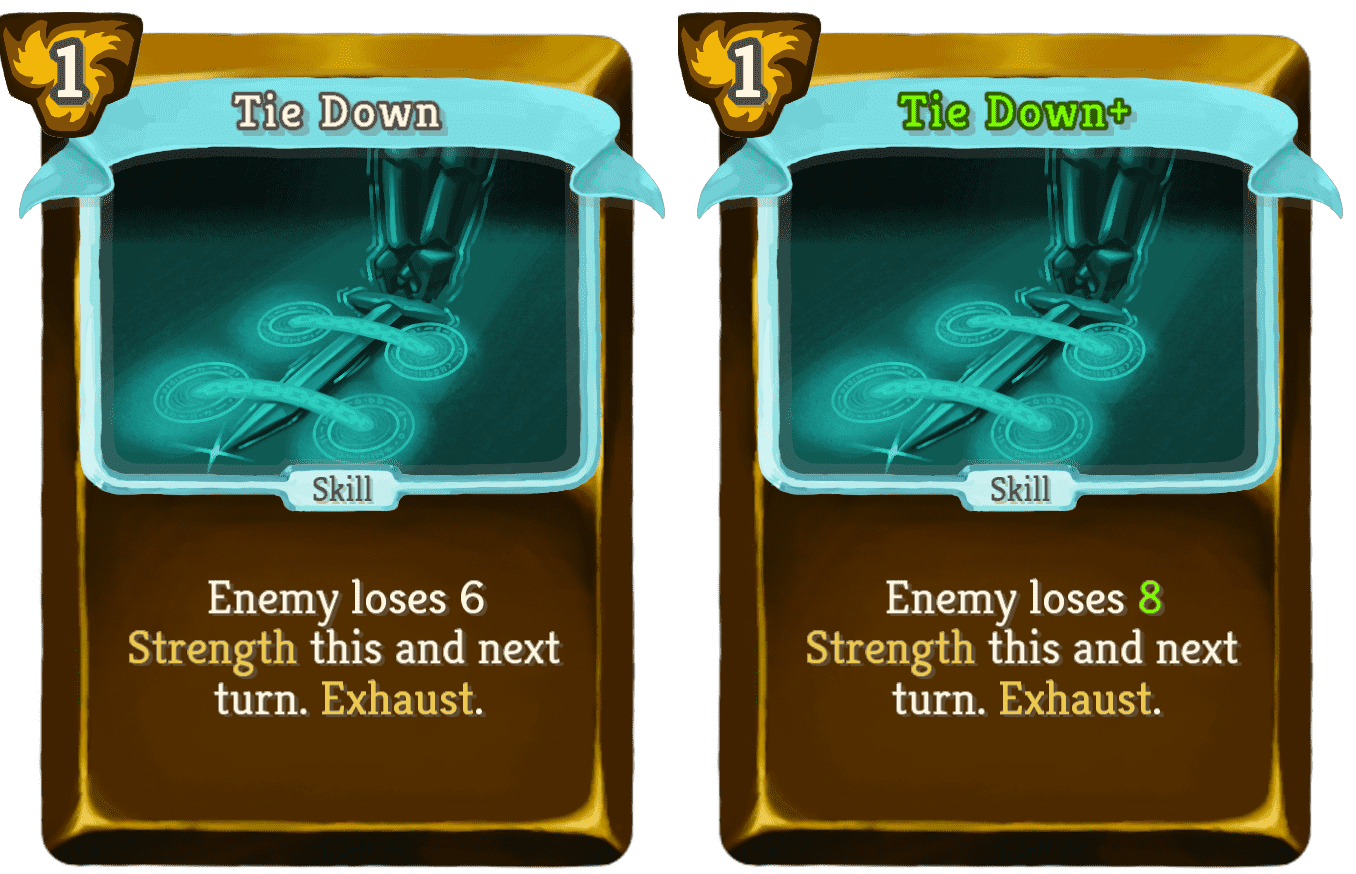 1
Tie Down
Skill
Enemy loses 6
Strength this and next
turn. Exhaust.
1
Tie Down+
Skill
Enemy loses 8
Strength this and next
turn. Exhaust.